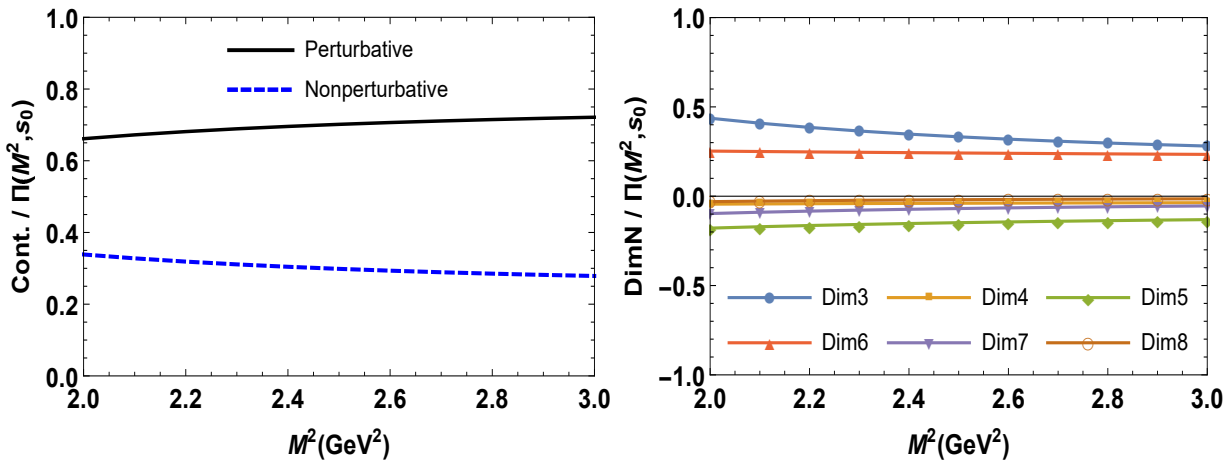 Cont. / Π(M²,s₀)
1.0
0.8
0.6
0.4
0.2
0.0
Perturbative
Nonperturbative
2.0 2.2 2.4 2.6 2.8 3.0
M²(GeV²)
DimN / Π(M²,s₀)
1.0
0.5
0.0
−0.5
−1.0
Dim3 Dim4 Dim5
Dim6 Dim7 Dim8
2.0 2.2 2.4 2.6 2.8 3.0
M²(GeV²)